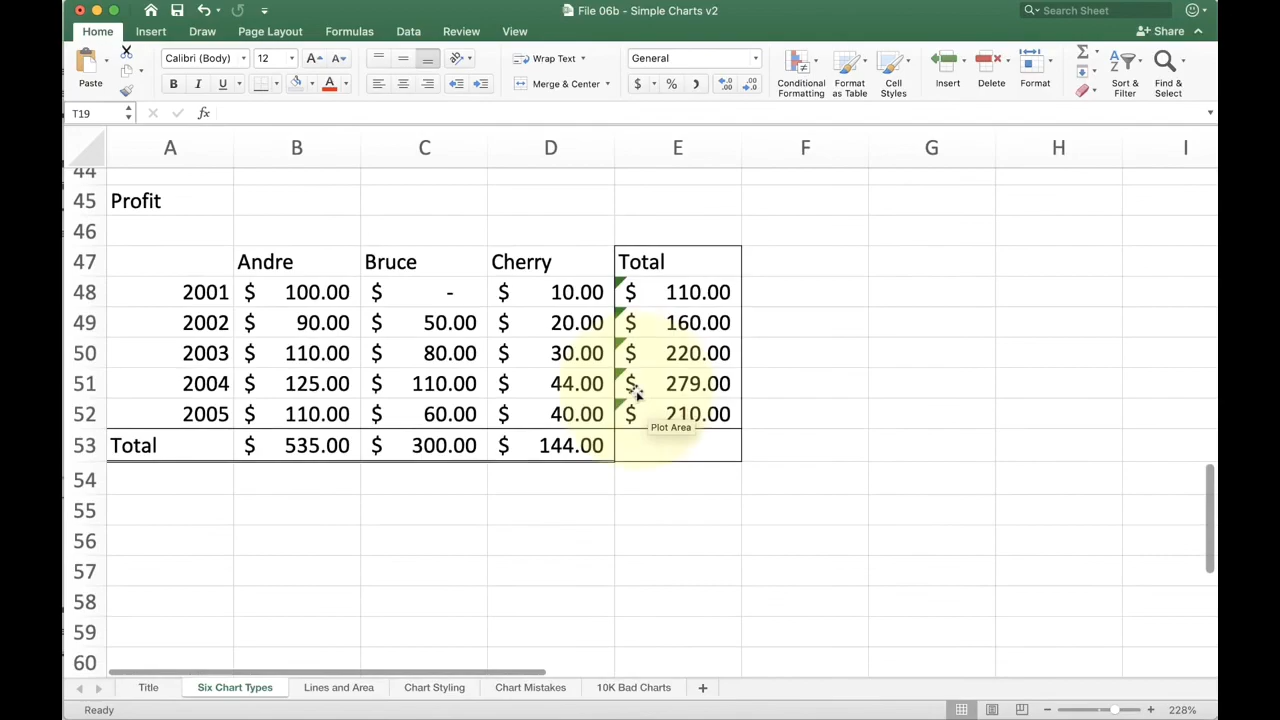 File 06b - Simple Charts v2
Search Sheet
Home Insert Draw Page Layout Formulas Data Review View
Share
Paste
Calibri (Body) 12
B I U
Wrap Text
Merge & Center
General
$ % )
Conditional Formatting
Format as Table
Cell Styles
Insert
Delete
Format
Sort & Filter
Find & Select
T19
fx
A B C D E F G H I
44
45 Profit
46
47 Andre Bruce Cherry Total
48 2001 $ 100.00 $ - $ 10.00 $ 110.00
49 2002 $ 90.00 $ 50.00 $ 20.00 $ 160.00
50 2003 $ 110.00 $ 80.00 $ 30.00 $ 220.00
51 2004 $ 125.00 $ 110.00 $ 44.00 $ 279.00
52 2005 $ 110.00 $ 60.00 $ 40.00 $ 210.00
Plot Area
53 Total $ 535.00 $ 300.00 $ 144.00
54
55
56
57
58
59
60
Title Six Chart Types Lines and Area Chart Styling Chart Mistakes 10K Bad Charts +
Ready
228%